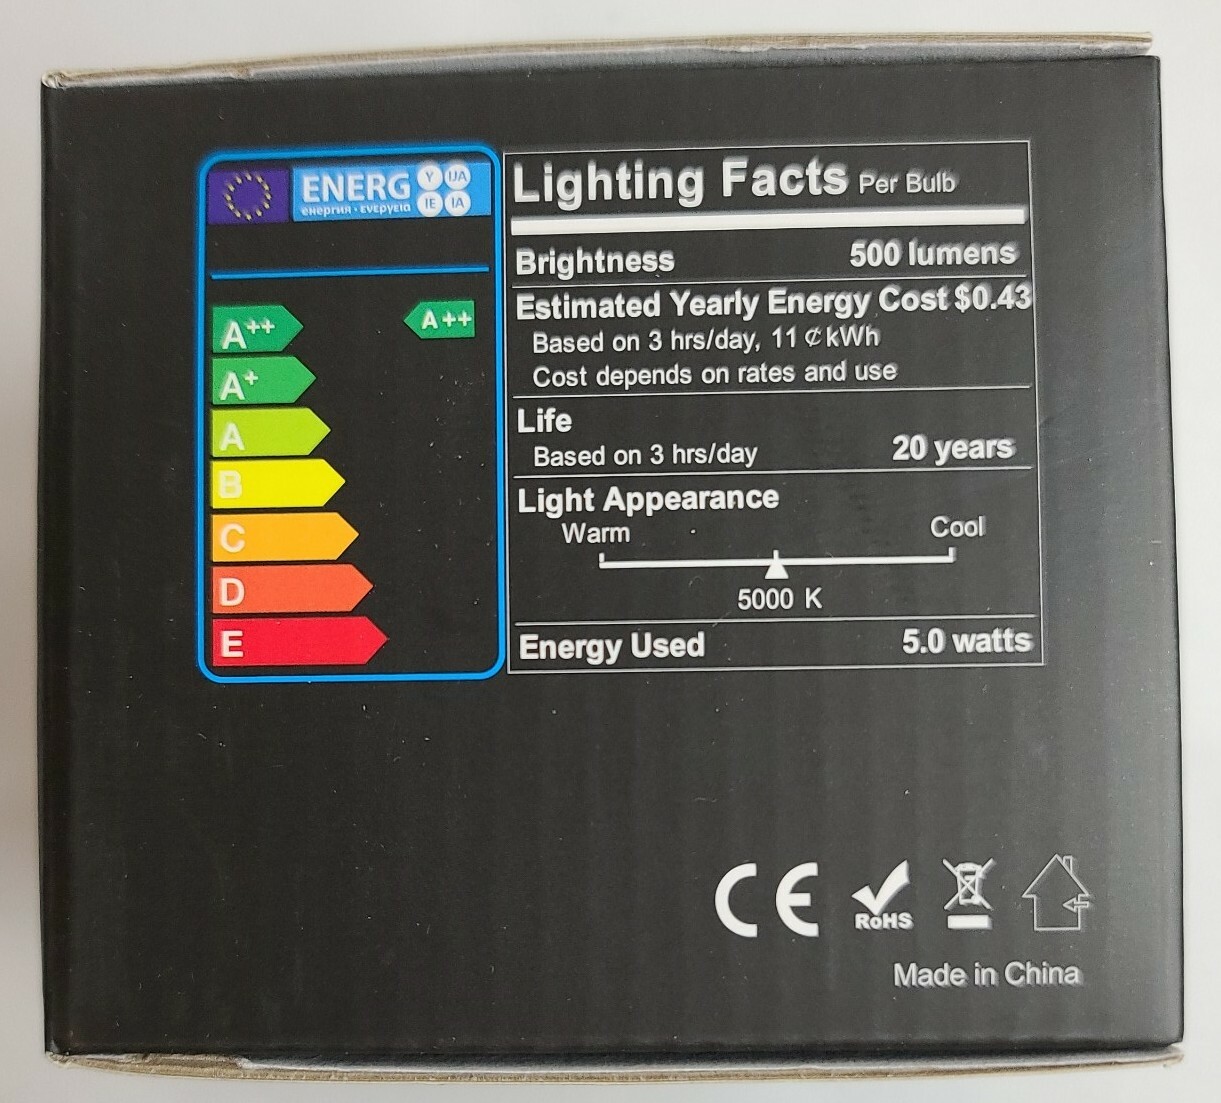 ENERG Y IJA
енергия · ενεργεια IE IA
A++ A++
A+
A
B
C
D
E
Lighting Facts Per Bulb
Brightness 500 lumens
Estimated Yearly Energy Cost $0.43
Based on 3 hrs/day, 11 ¢ kWh
Cost depends on rates and use
Life
Based on 3 hrs/day 20 years
Light Appearance
Warm Cool
5000 K
Energy Used 5.0 watts
CE RoHS
Made in China